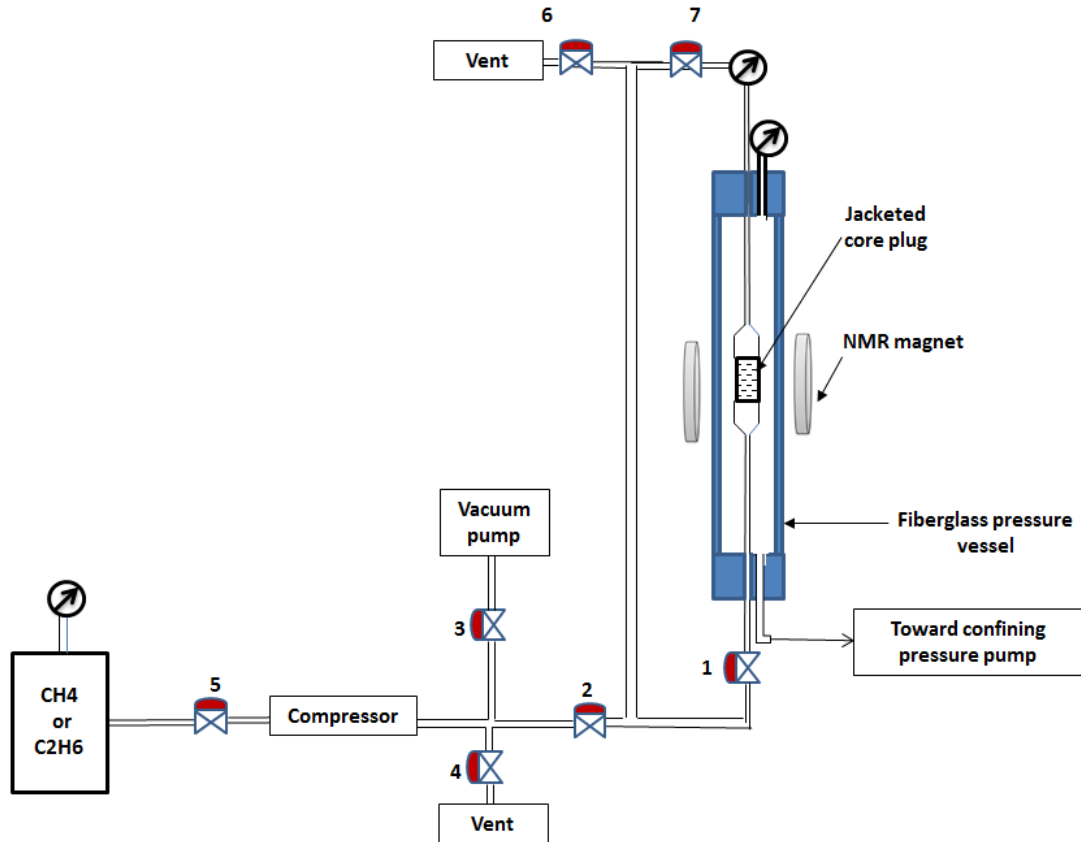 6
7
Vent
Jacketed
core plug
NMR magnet
Vacuum
pump
Fiberglass pressure
vessel
3
Toward confining
pressure pump
1
5
2
CH4
or
C2H6
Compressor
4
Vent